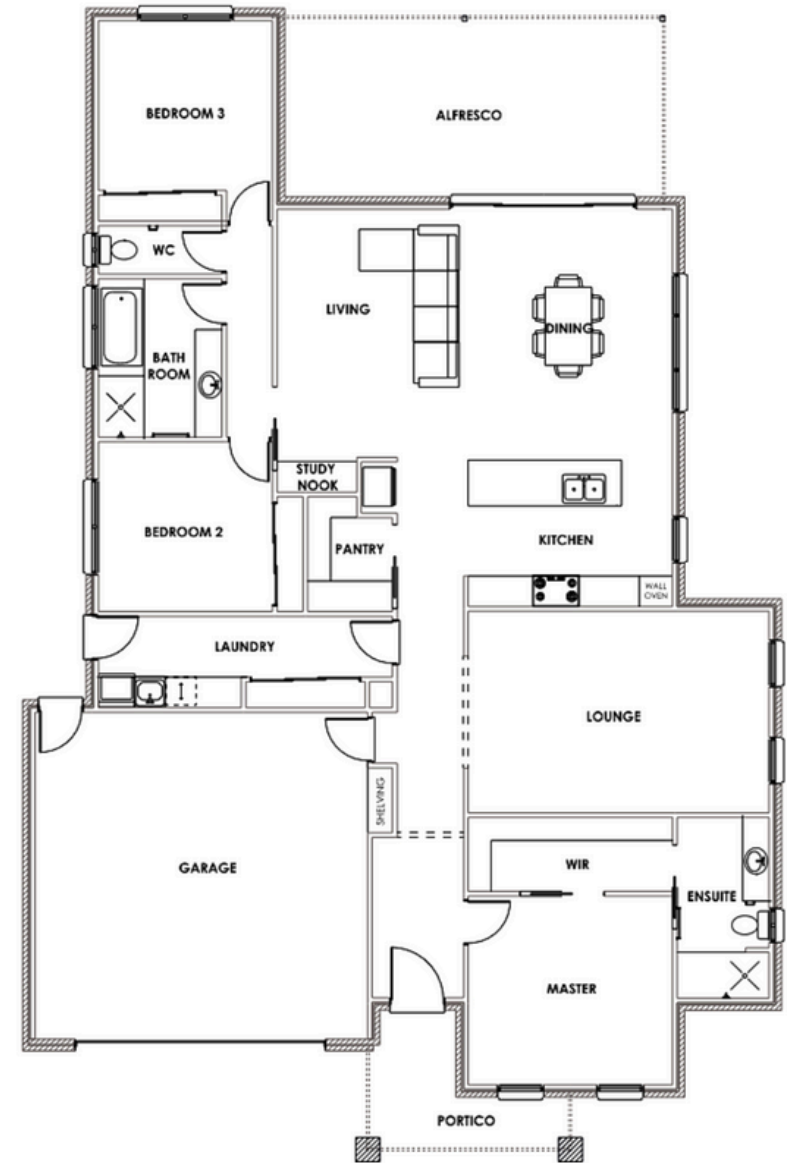 BEDROOM 3
ALFRESCO
WC
LIVING
DINING
BATH
ROOM
STUDY
NOOK
BEDROOM 2
PANTRY
KITCHEN
WALL
OVEN
LAUNDRY
LOUNGE
SHELVING
GARAGE
WIR
ENSUITE
MASTER
PORTICO